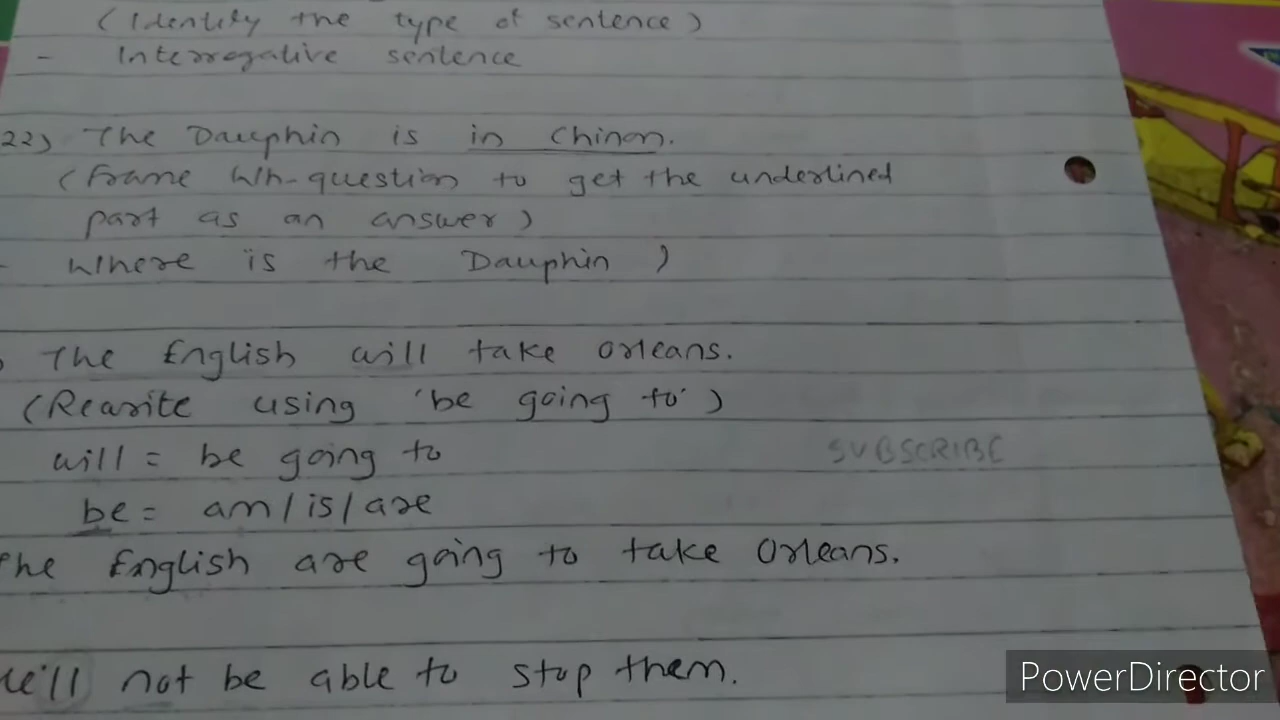 (Identify the type of sentence)
- Interrogative sentence
22) The Dauphin is in Chinon.
(Frame Wh-question to get the underlined
part as an answer)
- Where is the Dauphin )
The English will take Orleans.
(Rewrite using 'be going to')
will = be going to
SUBSCRIBE
be = am/is/are
The English are going to take Orleans.
not be able to stop them.
PowerDirector